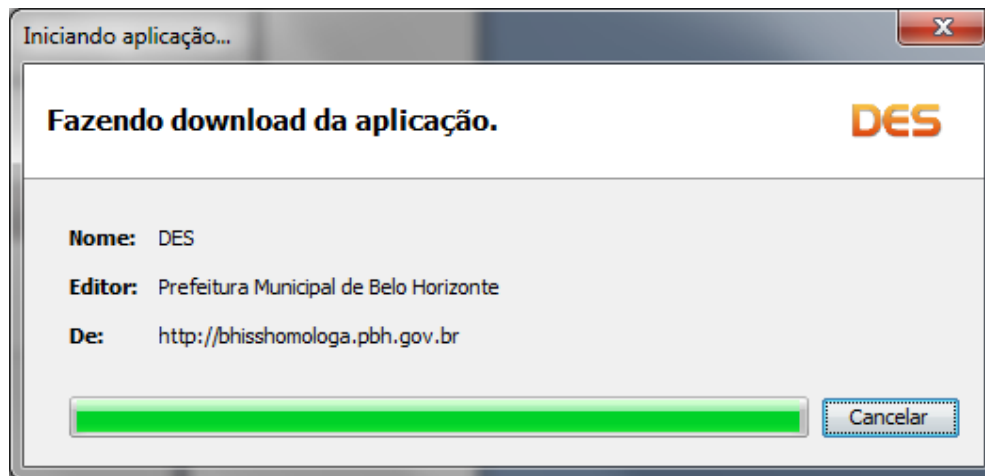 Iniciando aplicação...
x
Fazendo download da aplicação.
DES
Nome: DES
Editor: Prefeitura Municipal de Belo Horizonte
De: http://bhisshomologa.pbh.gov.br
Cancelar